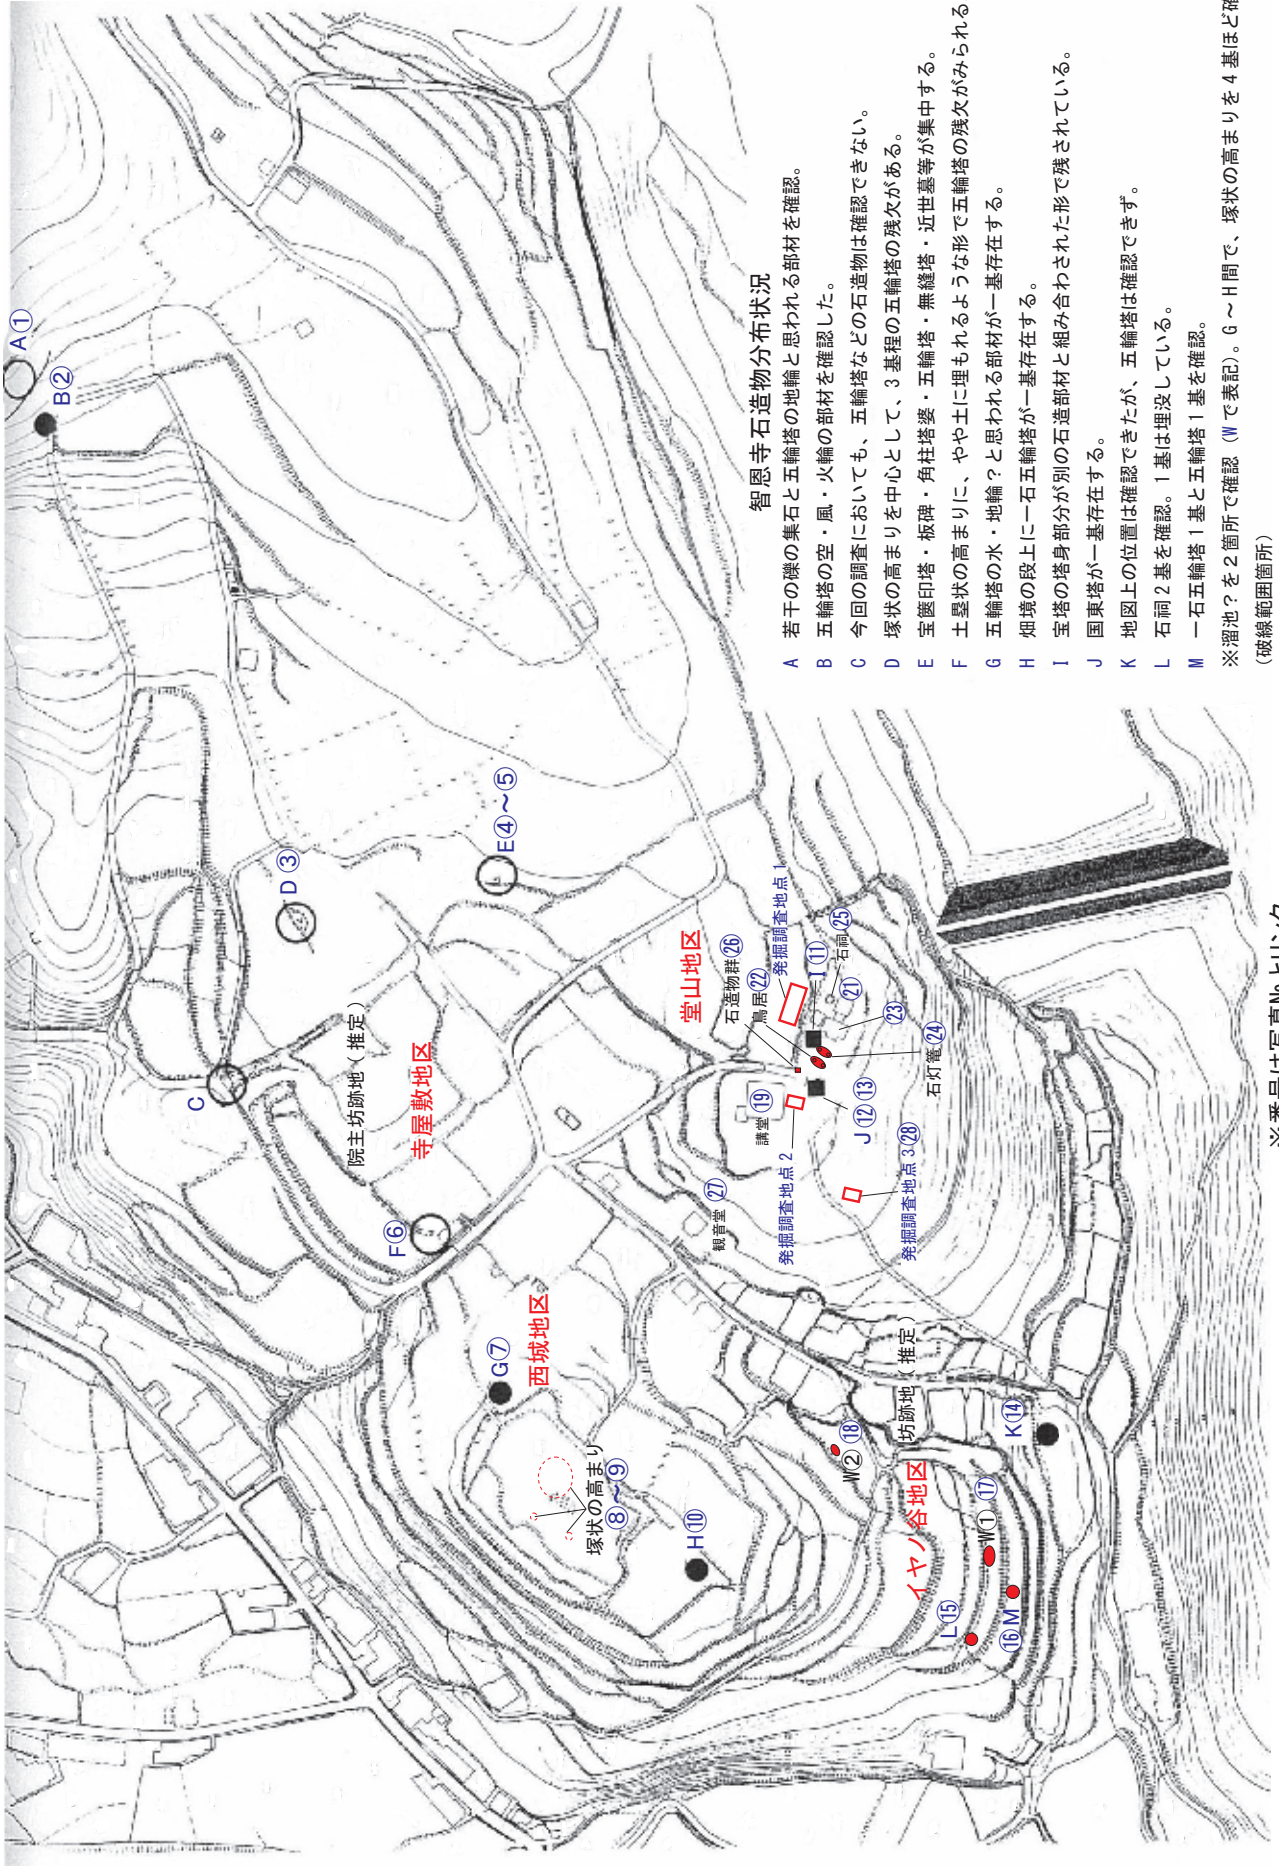 智恩寺石造物分布状況
A 若干の礫の集石と五輪塔の地輪と思われる部材を確認。
B 五輪塔の空・風・火輪の部材を確認した。
C 今回の調査においても、五輪塔などの石造物は確認できない。
D 塚状の高まりを中心として、3基程の五輪塔の残欠がある。
E 宝篋印塔・板碑・角柱塔婆・五輪塔・無縫塔・近世墓等が集中する。
F 土塁状の高まりに、やや土に埋もれるような形で五輪塔の残欠がみられる
G 五輪塔の水・地輪？と思われる部材が一基存在する。
H 畑境の段上に一石五輪塔が一基存在する。
I 宝塔の塔身部分が別の石造部材と組み合わされた形で残されている。
J 国東塔が一基存在する。
K 地図上の位置は確認できたが、五輪塔は確認できず。
L 石祠2基を確認。1基は埋没している。
M 一石五輪塔1基と五輪塔1基を確認。
※溜池？を2箇所で確認（Wで表記）。G～H間で、塚状の高まりを4基ほど確
（破線範囲箇所）
※番号は写真№とリンク
A①
B②
C
D③
E④～⑤
F⑥
G⑦
塚状の高まり
⑧～⑨
H⑩
I⑪
J⑫⑬
K⑭
L⑮
⑯M
W①⑰
W②⑱
院主坊跡地（推定）
寺屋敷地区
西城地区
堂山地区
イヤノ谷地区
坊跡地（推定）
石造物群㉖
鳥居㉒
発掘調査地点1
石祠㉕
㉑
㉓
石灯篭㉔
講堂⑲
観音堂㉗
発掘調査地点2
発掘調査地点3㉘